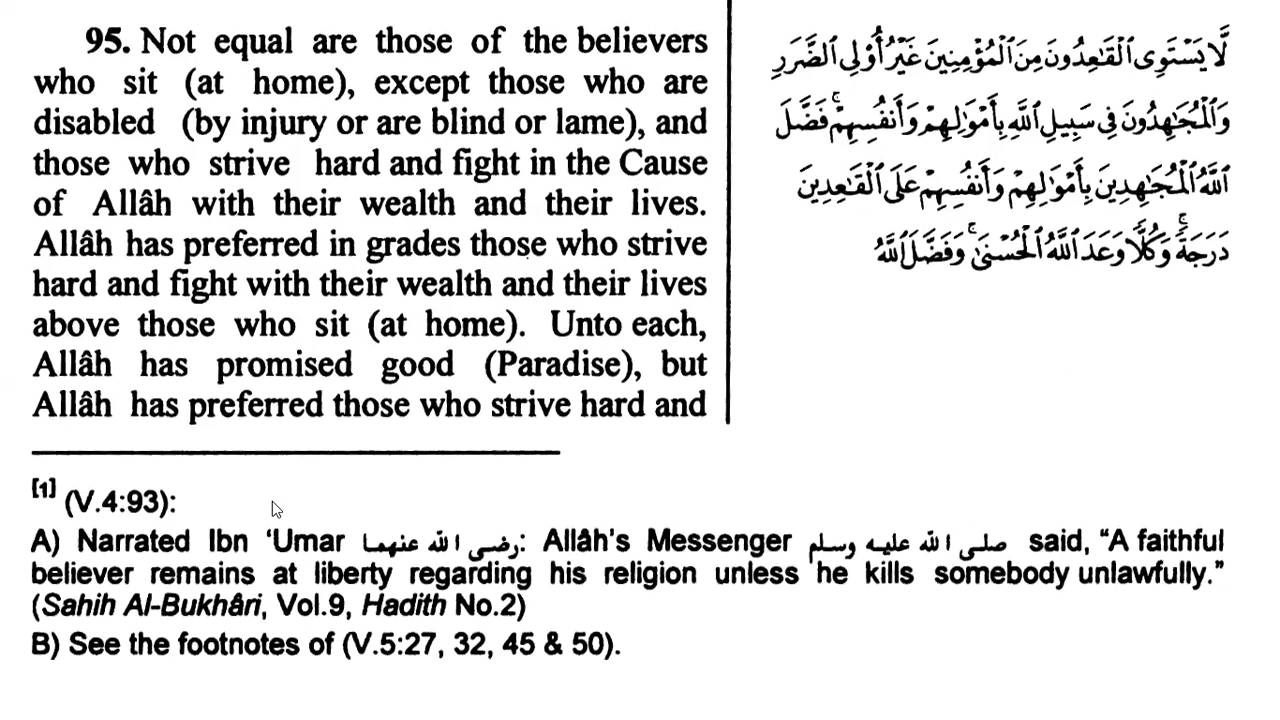 95. Not equal are those of the believers
who sit (at home), except those who are
disabled (by injury or are blind or lame), and
those who strive hard and fight in the Cause
of Allâh with their wealth and their lives.
Allâh has preferred in grades those who strive
hard and fight with their wealth and their lives
above those who sit (at home). Unto each,
Allâh has promised good (Paradise), but
Allâh has preferred those who strive hard and
لَّا يَسْتَوِى ٱلْقَـٰعِدُونَ مِنَ ٱلْمُؤْمِنِينَ غَيْرُ أُوْلِى ٱلضَّرَرِ
وَٱلْمُجَـٰهِدُونَ فِى سَبِيلِ ٱللَّهِ بِأَمْوَٰلِهِمْ وَأَنفُسِهِمْ ۚ فَضَّلَ
ٱللَّهُ ٱلْمُجَـٰهِدِينَ بِأَمْوَٰلِهِمْ وَأَنفُسِهِمْ عَلَى ٱلْقَـٰعِدِينَ
دَرَجَةً ۚ وَكُلًّا وَعَدَ ٱللَّهُ ٱلْحُسْنَىٰ ۚ وَفَضَّلَ ٱللَّهُ
[1] (V.4:93):
A) Narrated Ibn ‘Umar رضى الله عنهما: Allâh's Messenger صلى الله عليه وسلم said, “A faithful
believer remains at liberty regarding his religion unless he kills somebody unlawfully.”
(Sahih Al-Bukhâri, Vol.9, Hadith No.2)
B) See the footnotes of (V.5:27, 32, 45 & 50).